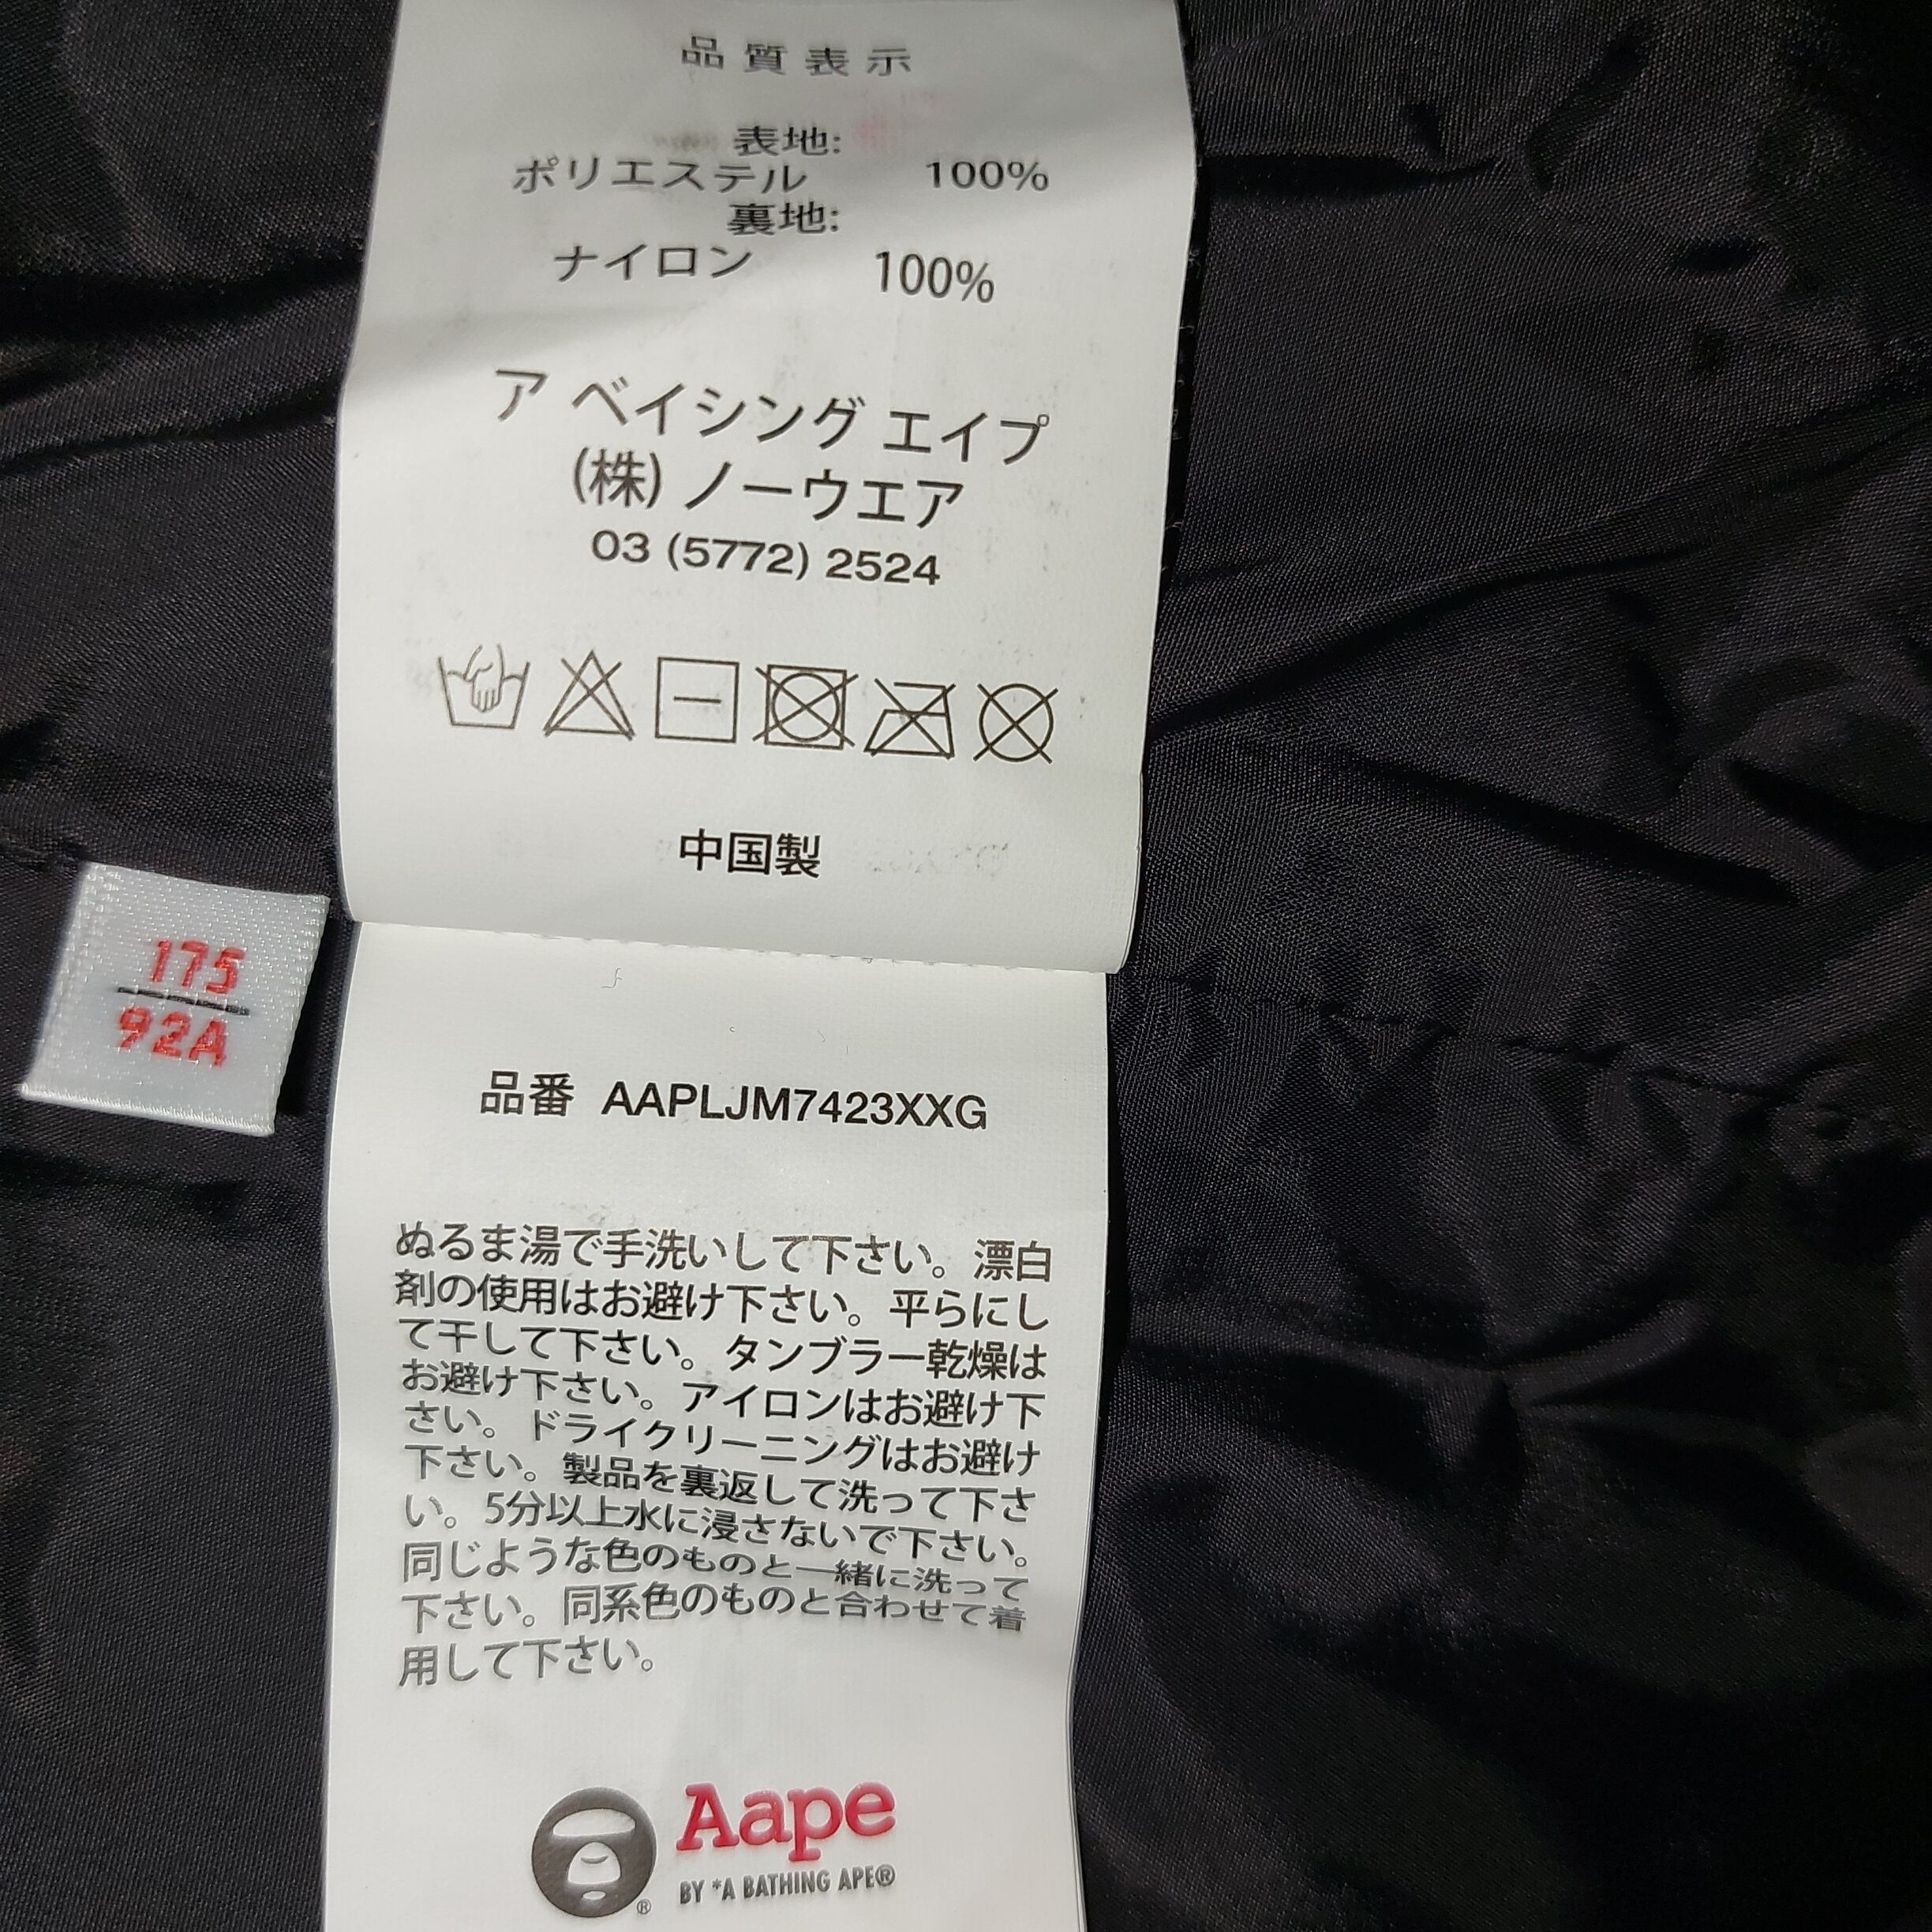 品質表示
表地:
ポリエステル 100%
裏地:
ナイロン 100%
ア ベイシング エイプ
(株) ノーウエア
03 (5772) 2524
中国製
175
92A
品番 AAPLJM7423XXG
ぬるま湯で手洗いして下さい。漂白
剤の使用はお避け下さい。平らにし
て干して下さい。タンブラー乾燥は
お避け下さい。アイロンはお避け下
さい。ドライクリーニングはお避け
下さい。製品を裏返して洗って下さ
い。5分以上水に浸さないで下さい。
同じような色のものと一緒に洗って
下さい。同系色のものと合わせて着
用して下さい。
Aape
BY *A BATHING APE®
®